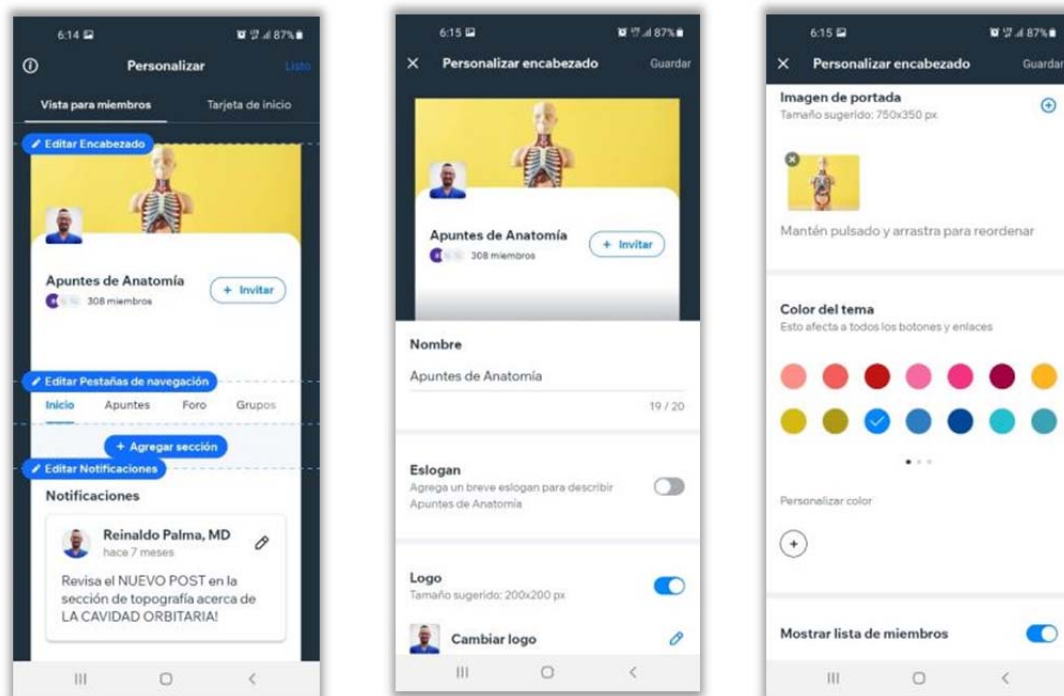 6:14 87%
Personalizar Listo
Vista para miembros Tarjeta de inicio
Editar Encabezado
Apuntes de Anatomía
308 miembros
+ Invitar
Editar Pestañas de navegación
Inicio Apuntes Foro Grupos
+ Agregar sección
Editar Notificaciones
Notificaciones
Reinaldo Palma, MD
hace 7 meses
Revisa el NUEVO POST en la
sección de topografía acerca de
LA CAVIDAD ORBITARIA!
6:15 87%
Personalizar encabezado Guardar
Apuntes de Anatomía
308 miembros
+ Invitar
Nombre
Apuntes de Anatomía
19 / 20
Eslogan
Agrega un breve eslogan para describir
Apuntes de Anatomía
Logo
Tamaño sugerido: 200x200 px
Cambiar logo
6:15 87%
Personalizar encabezado Guardar
Imagen de portada
Tamaño sugerido: 750x350 px
Mantén pulsado y arrastra para reordenar
Color del tema
Esto afecta a todos los botones y enlaces
Personalizar color
Mostrar lista de miembros